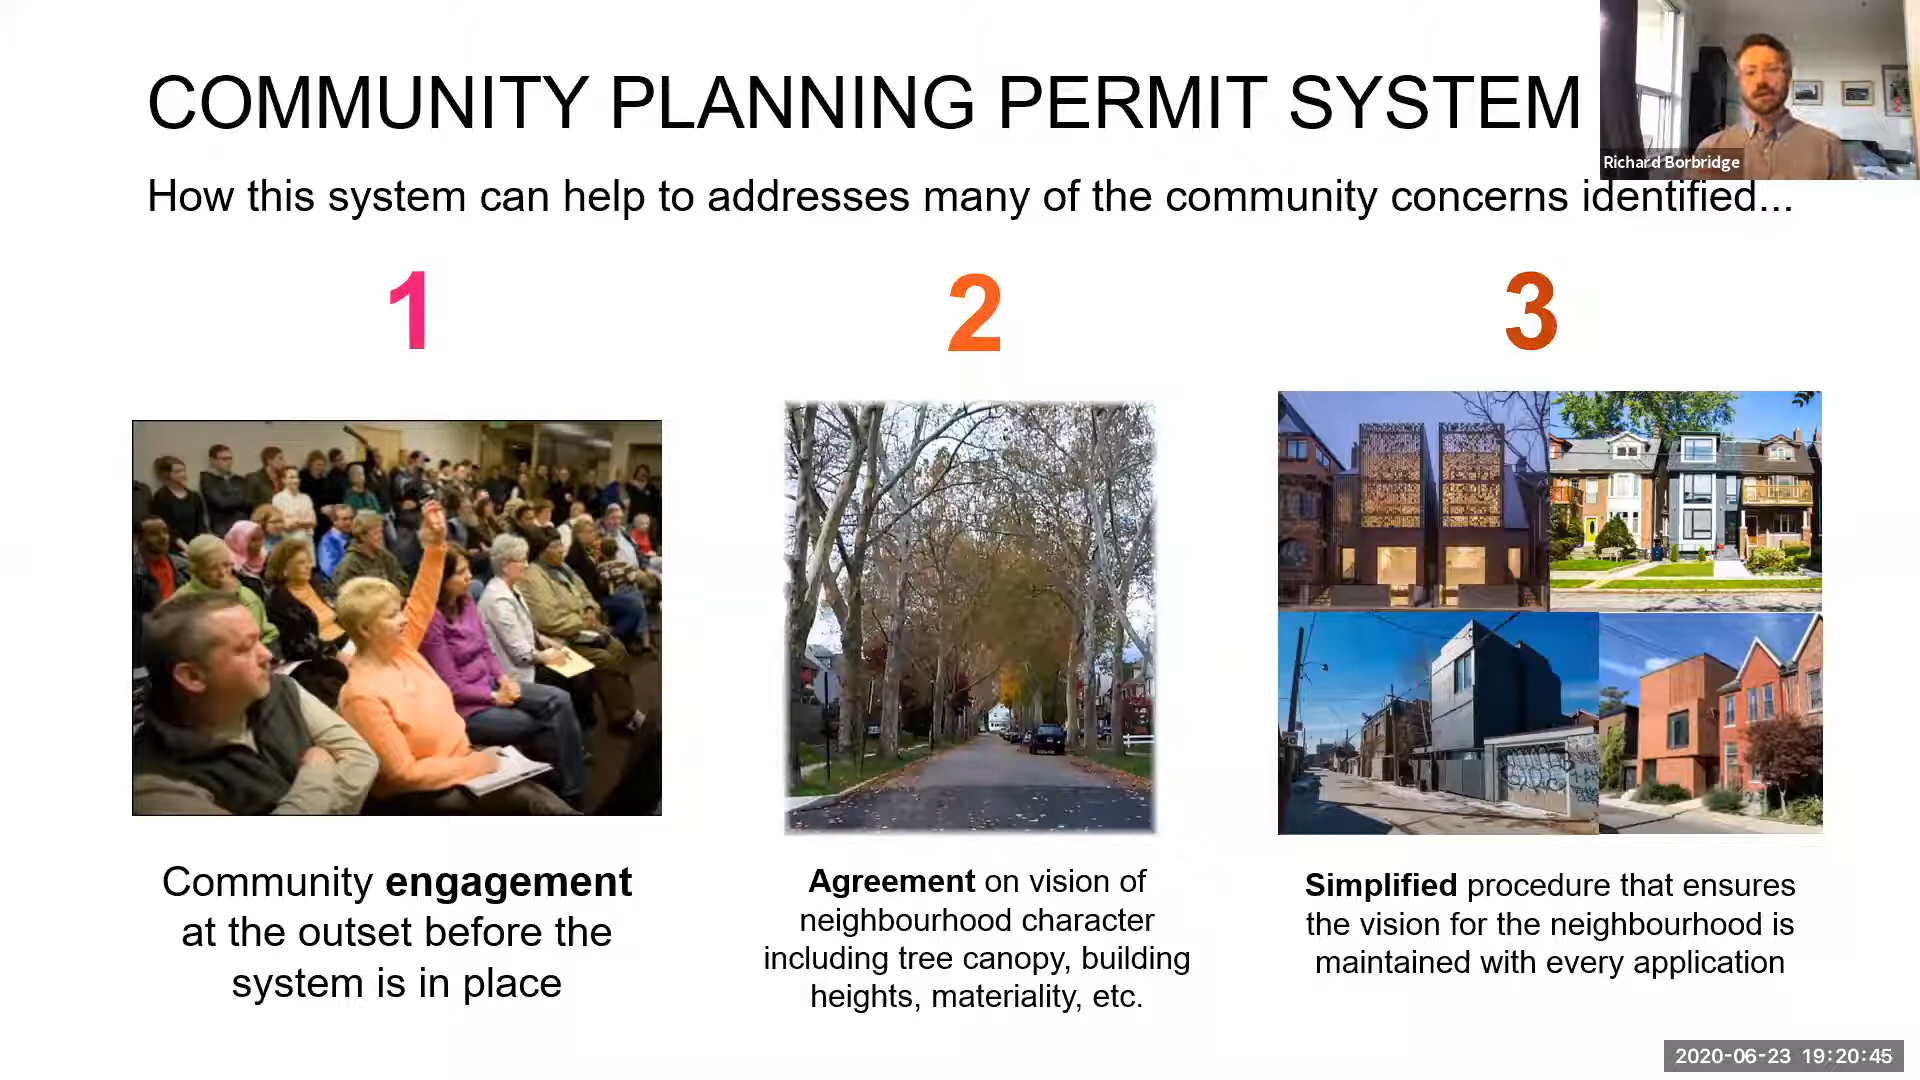 COMMUNITY PLANNING PERMIT SYSTEM
Richard Borbridge
How this system can help to addresses many of the community concerns identified...
1
2
3
Community engagement
at the outset before the
system is in place
Agreement on vision of
neighbourhood character
including tree canopy, building
heights, materiality, etc.
Simplified procedure that ensures
the vision for the neighbourhood is
maintained with every application
2020-06-23 19:20:45